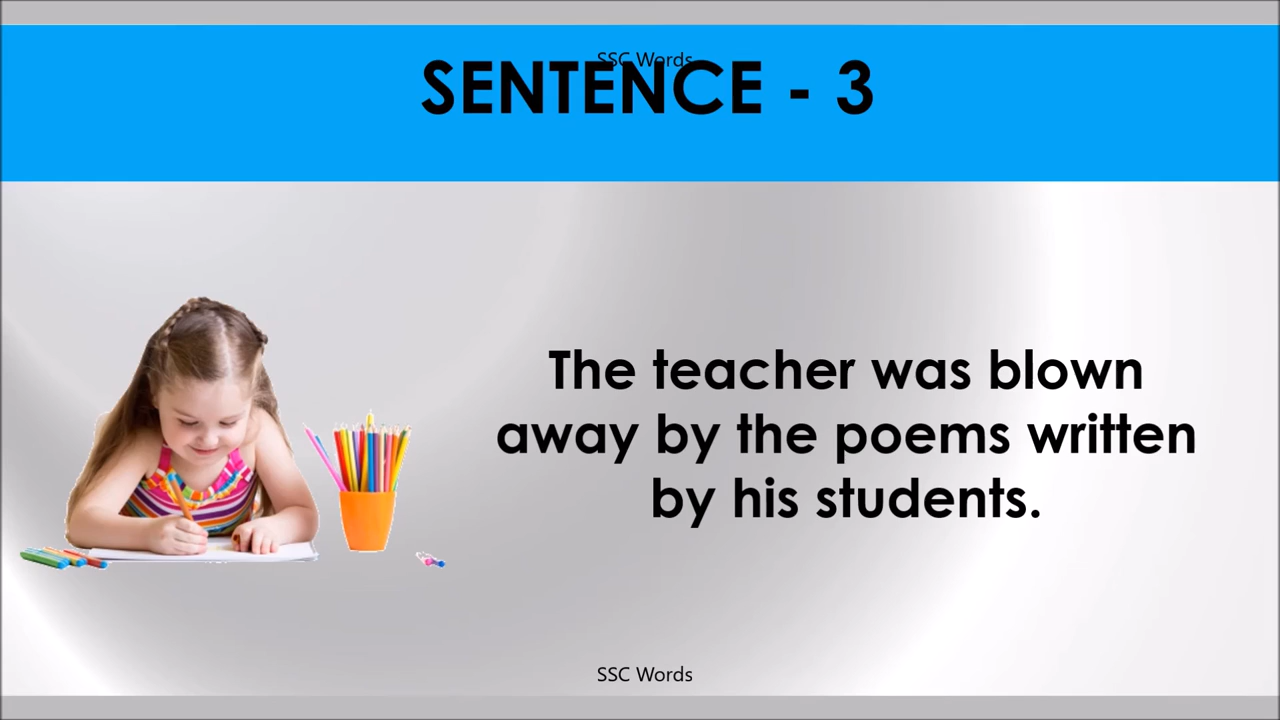 SSC Words
SENTENCE - 3
The teacher was blown
away by the poems written
by his students.
SSC Words